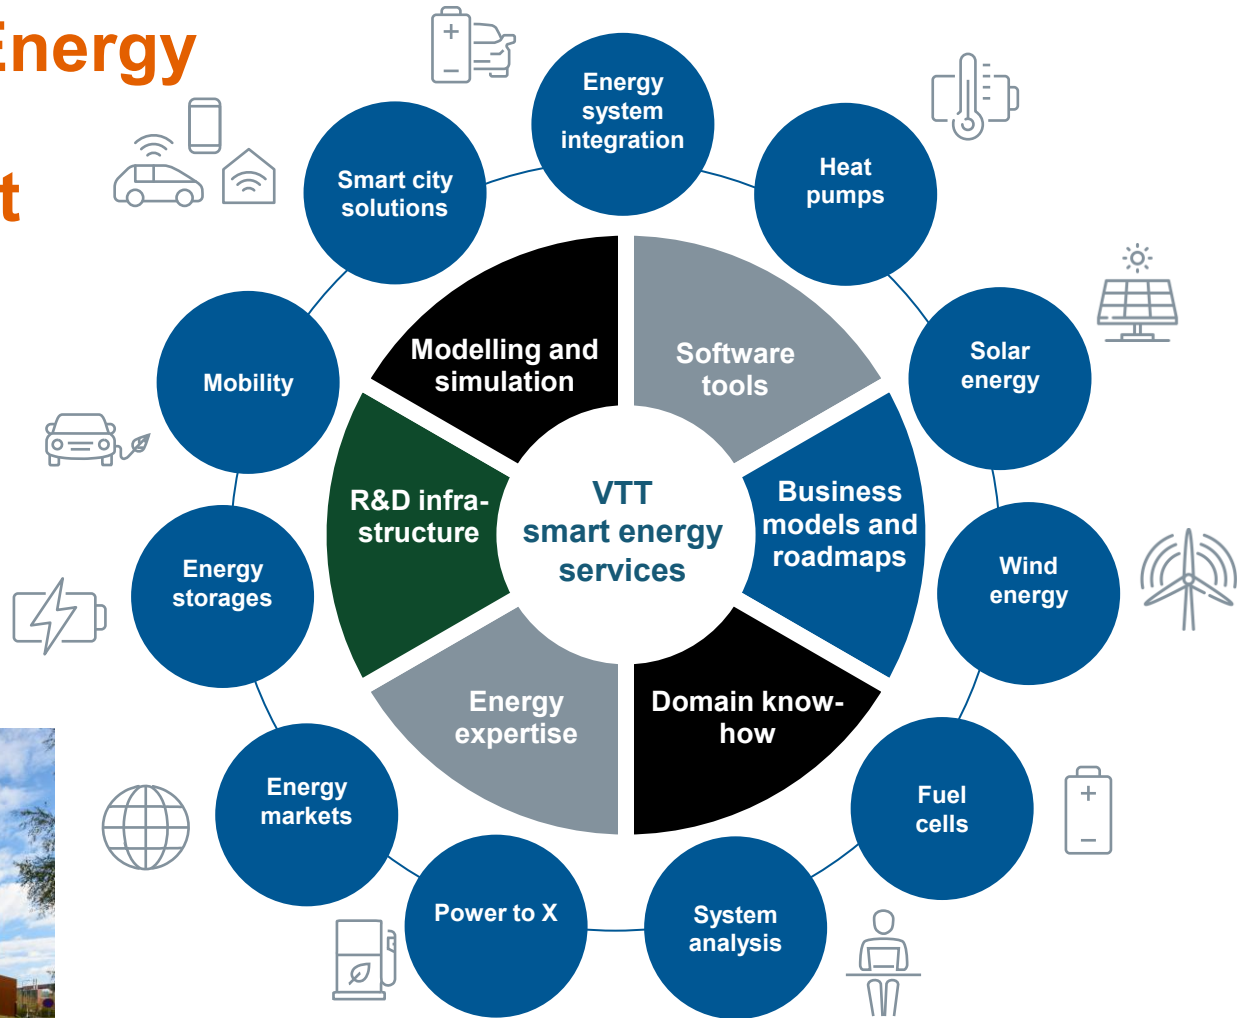 Energy
t
Energy
system
integration
Heat
pumps
Smart city
solutions
Solar
energy
Mobility
Modelling and
simulation
Software
tools
R&D infra-
structure
VTT
smart energy
services
Business
models and
roadmaps
Energy
storages
Wind
energy
Energy
expertise
Domain know-
how
Energy
markets
Fuel
cells
Power to X
System
analysis